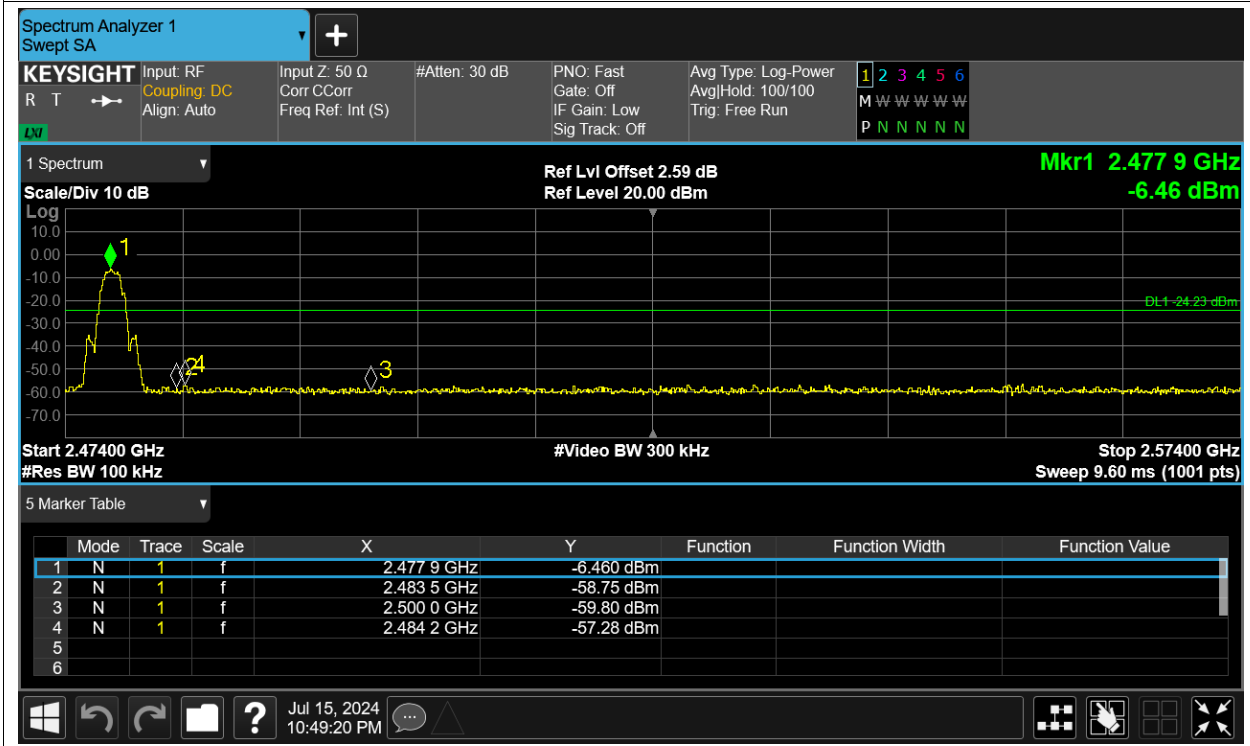 Spectrum Analyzer 1
Swept SA
KEYSIGHT
R T
LXI
Input: RF
Coupling: DC
Align: Auto
Input Z: 50 Ω
Corr CCorr
Freq Ref: Int (S)
#Atten: 30 dB
PNO: Fast
Gate: Off
IF Gain: Low
Sig Track: Off
Avg Type: Log-Power
Avg|Hold: 100/100
Trig: Free Run
1 2 3 4 5 6
M W W W W W
P N N N N N
1 Spectrum
Scale/Div 10 dB
Ref Lvl Offset 2.59 dB
Ref Level 20.00 dBm
Mkr1 2.477 9 GHz
-6.46 dBm
Log
10.0
0.00
-10.0
-20.0
-30.0
-40.0
-50.0
-60.0
-70.0
1
2 4
3
DL1 -24.23 dBm
Start 2.47400 GHz
#Res BW 100 kHz
#Video BW 300 kHz
Stop 2.57400 GHz
Sweep 9.60 ms (1001 pts)
5 Marker Table
Mode Trace Scale X Y Function Function Width Function Value
1 N 1 f 2.477 9 GHz -6.460 dBm
2 N 1 f 2.483 5 GHz -58.75 dBm
3 N 1 f 2.500 0 GHz -59.80 dBm
4 N 1 f 2.484 2 GHz -57.28 dBm
5
6
?
Jul 15, 2024
10:49:20 PM